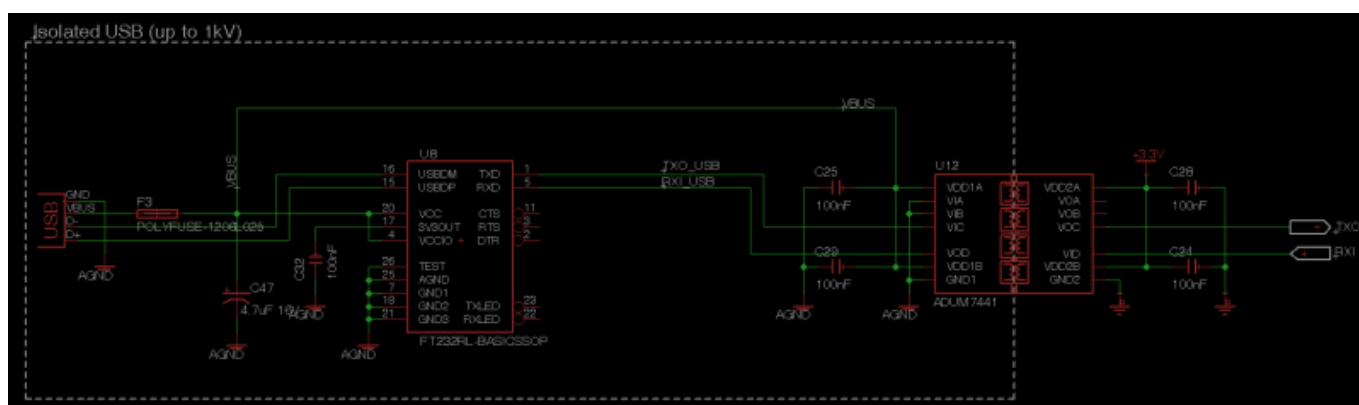 Isolated USB (up to 1kV)
VBUS
VBUS
U8
16 USBDM TXD 1
15 USBDP RXD 5
20 VCC CTS 11
17 3V3OUT RTS 3
4 VCCIO DTR 2
26 TEST
25 AGND
7 GND1
18 GND2 TXLED 23
21 GND3 RXLED 22
FT232RL-BASICSSOP
TXO_USB
RXI_USB
USB
GND
VBUS
D-
D+
AGND
F3
POLYFUSE-1206L025
C32
100nF
C47
4.7uF
AGND
AGND
AGND
C25
100nF
C29
100nF
AGND
AGND
U12
VDD1A VDD2A
VIA VOA
VIB VOB
VIC VOC
VOD VID
VDD1B VDD2B
GND1 GND2
ADUM7441
+3.3V
C28
100nF
C24
100nF
TXO
RXI